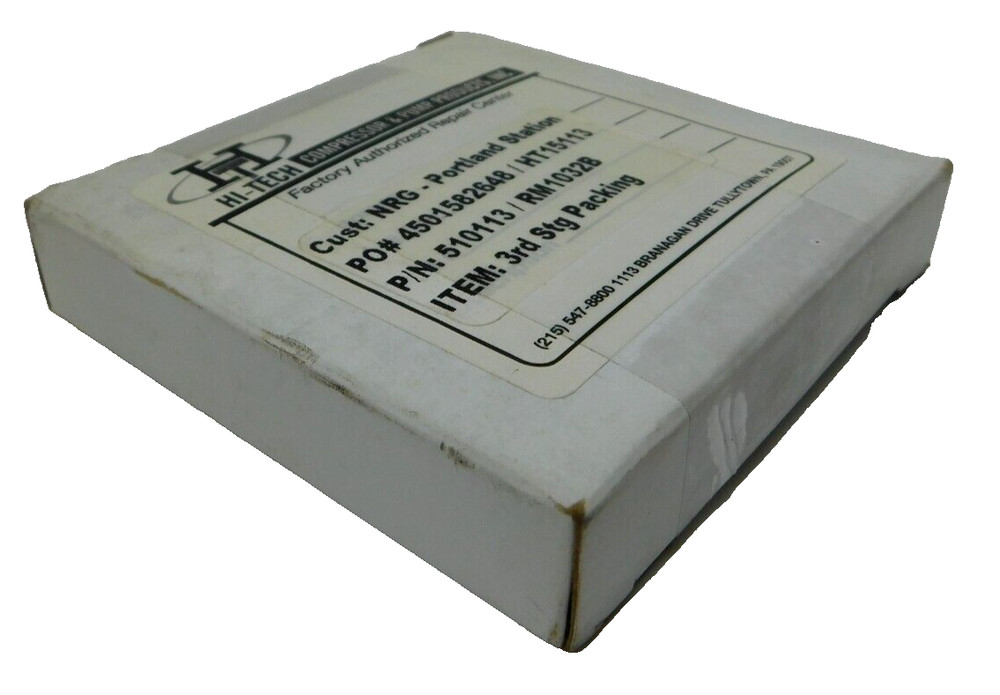 HT
HI-TECH COMPRESSOR & PUMP PRODUCTS, INC
Factory Authorized Repair Center
Cust: NRG - Portland Station
PO# 4501582648 / HT15113
P/N: 510113 / RM1032B
ITEM: 3rd Stg Packing
(215) 547-8800 1113 BRANAGAN DRIVE TULLYTOWN, PA 19007